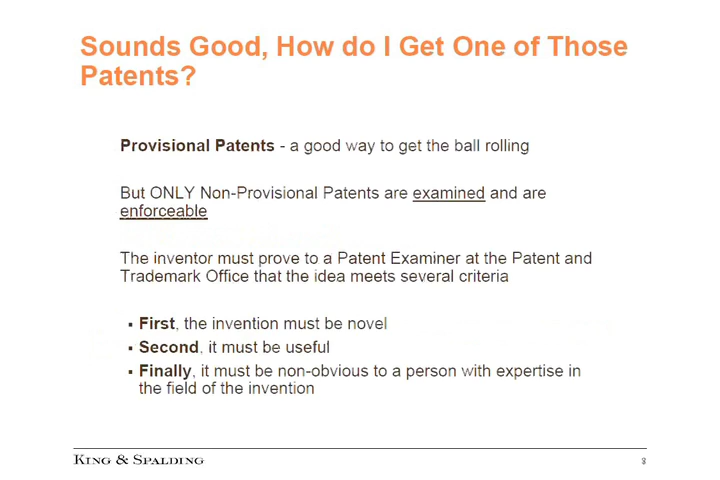 Sounds Good, How do I Get One of Those
Patents?
Provisional Patents - a good way to get the ball rolling
But ONLY Non-Provisional Patents are examined and are
enforceable
The inventor must prove to a Patent Examiner at the Patent and
Trademark Office that the idea meets several criteria
▪ First, the invention must be novel
▪ Second, it must be useful
▪ Finally, it must be non-obvious to a person with expertise in
the field of the invention
KING & SPALDING